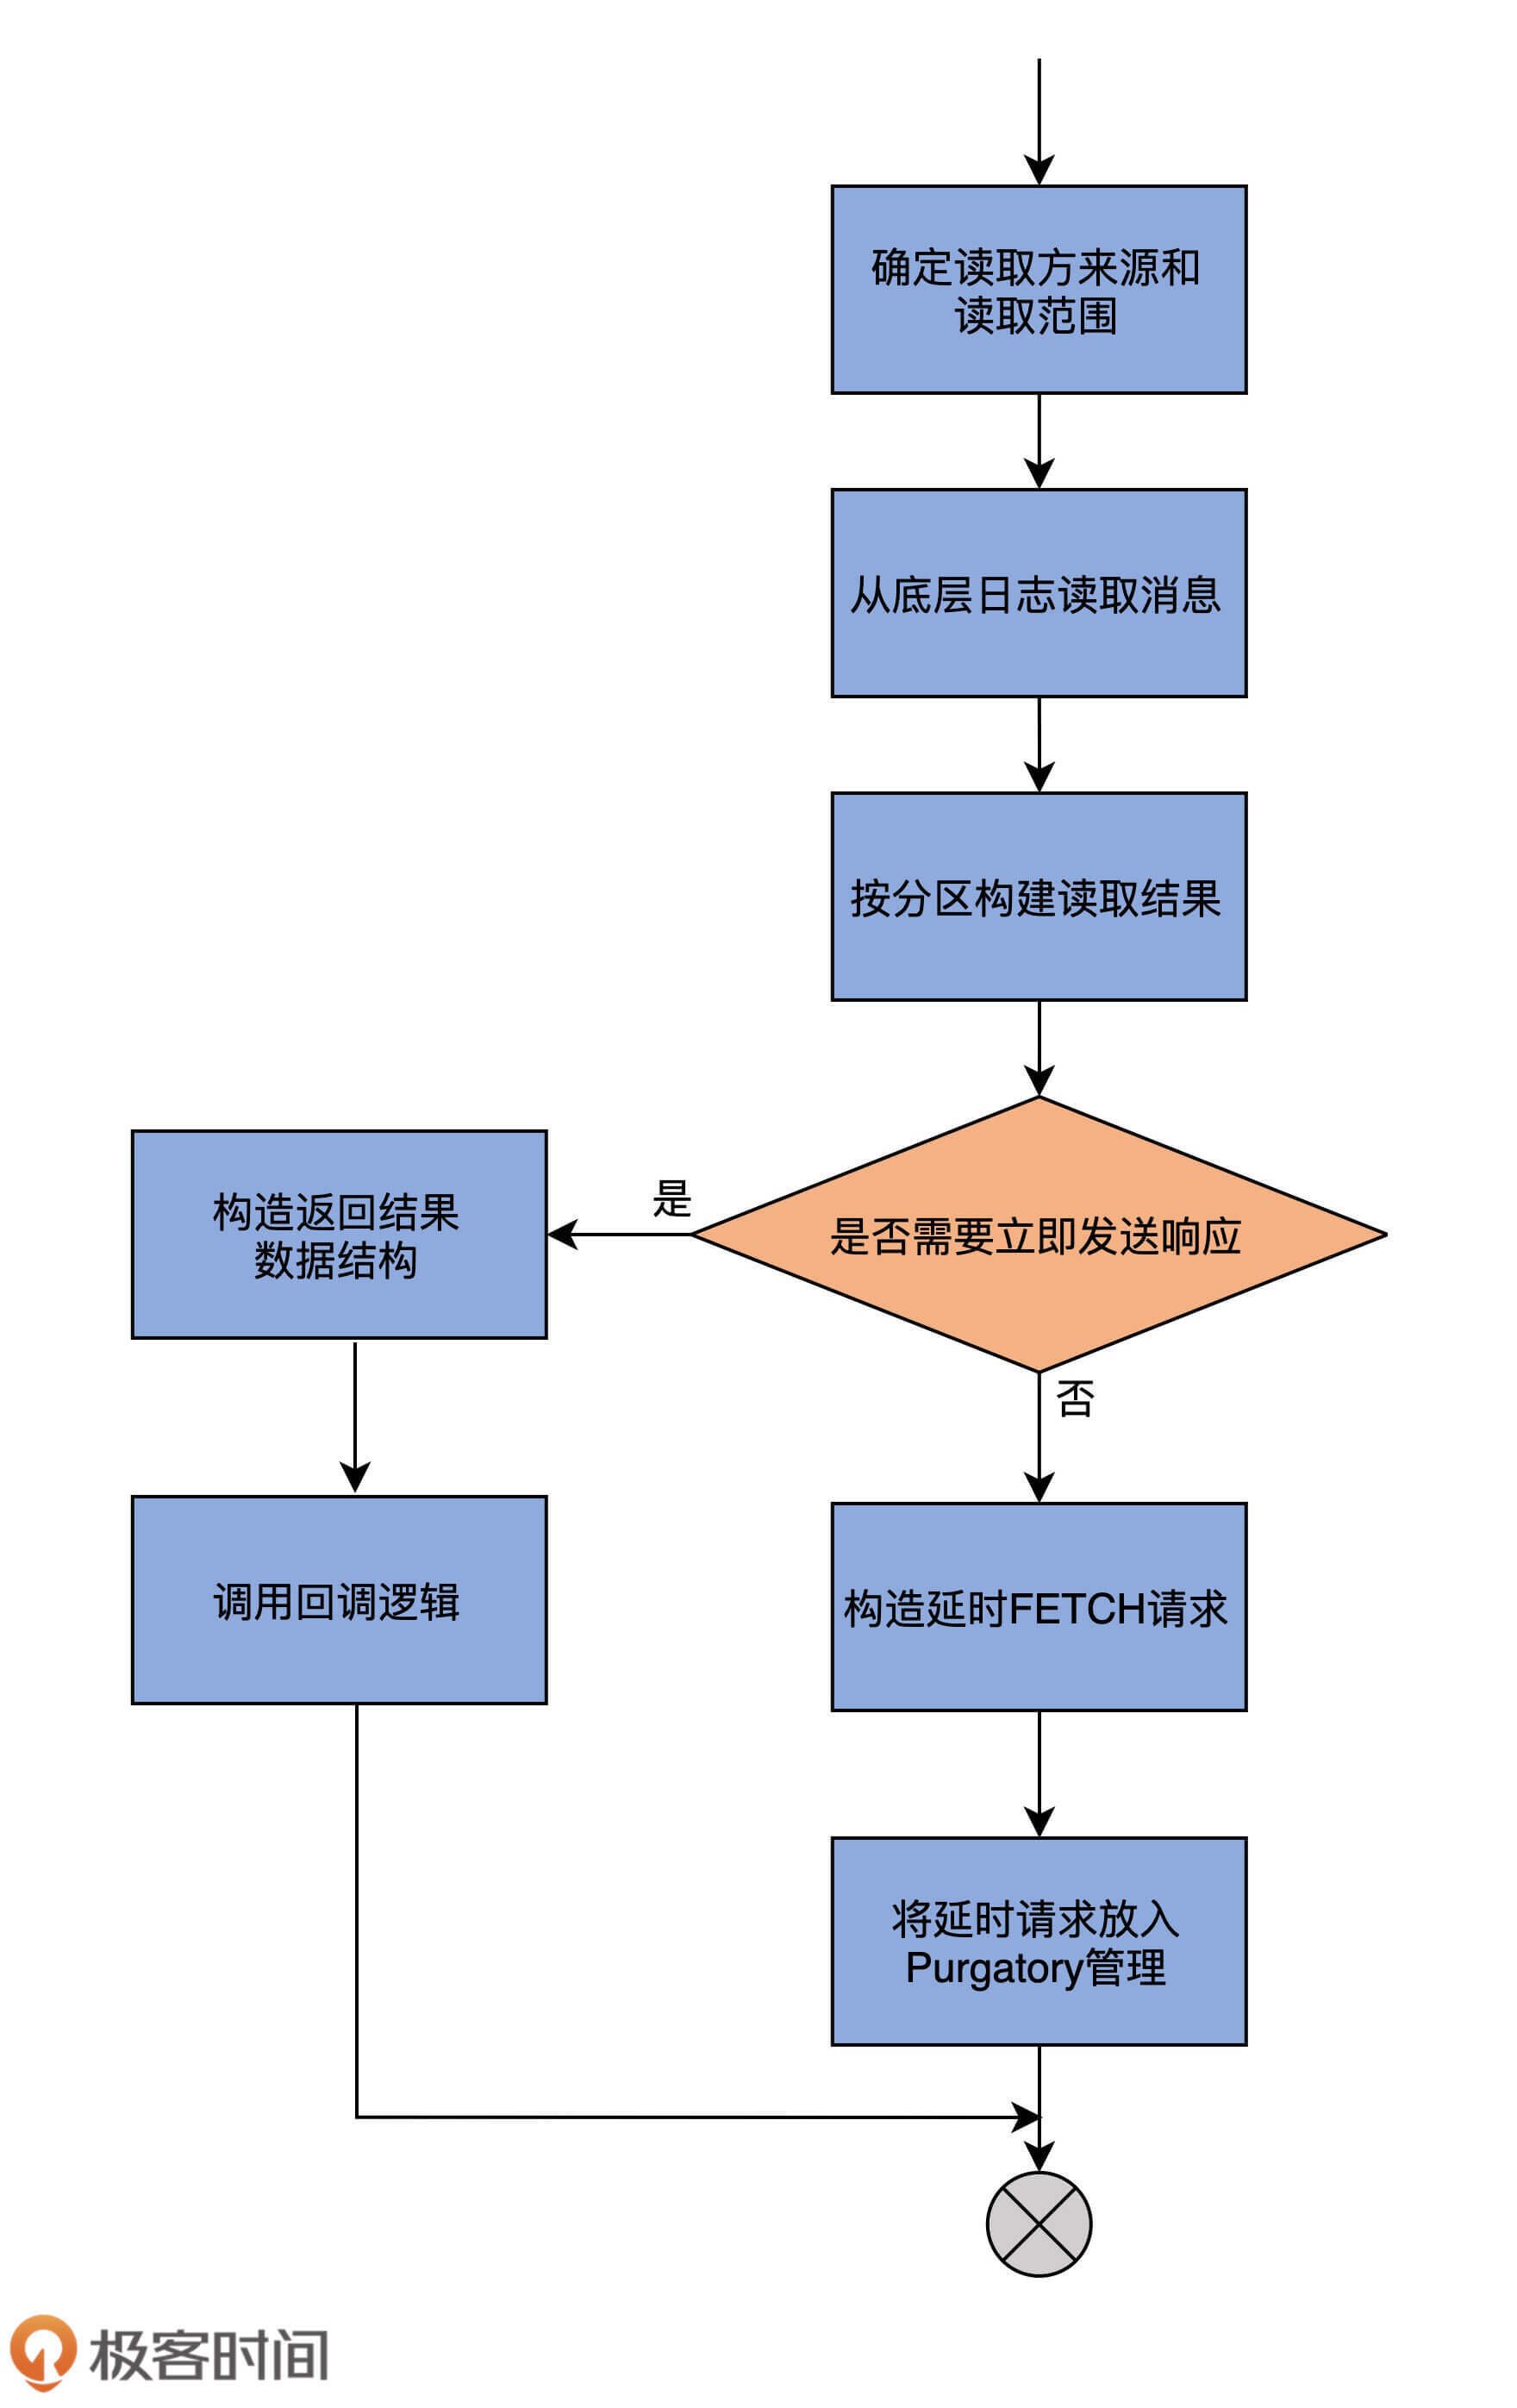 确定读取方来源和
读取范围
从底层日志读取消息
按分区构建读取结果
是否需要立即发送响应
是
构造返回结果
数据结构
否
调用回调逻辑
构造延时FETCH请求
将延时请求放入
Purgatory管理
极客时间